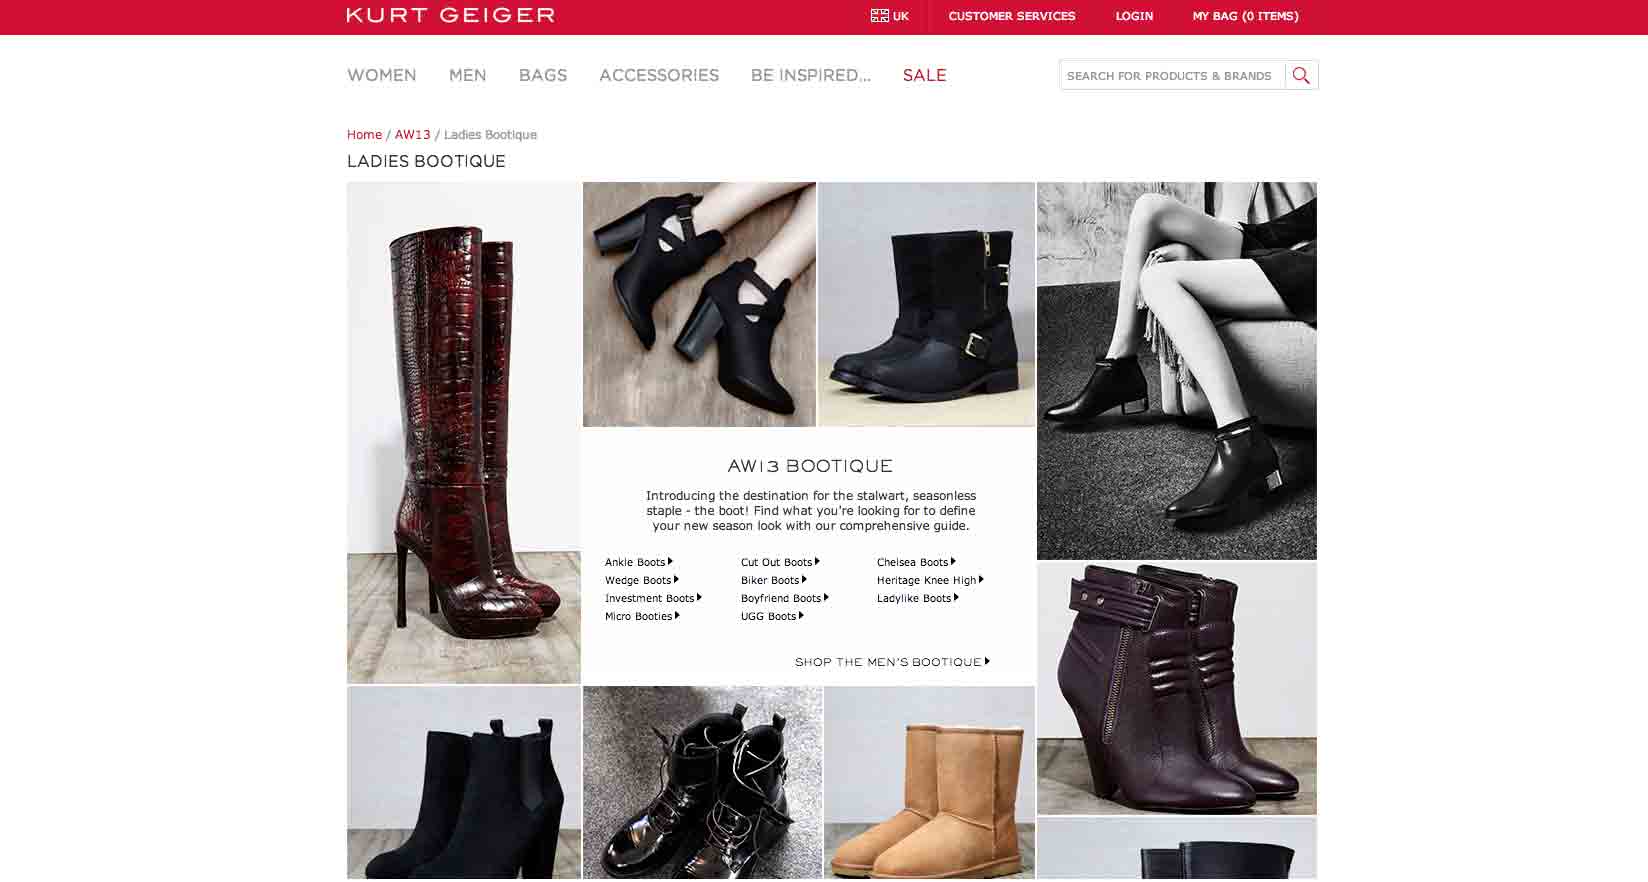 KURT GEIGER
UK
CUSTOMER SERVICES
LOGIN
MY BAG (0 ITEMS)
WOMEN
MEN
BAGS
ACCESSORIES
BE INSPIRED...
SALE
SEARCH FOR PRODUCTS & BRANDS
Home / AW13 / Ladies Bootique
LADIES BOOTIQUE
AW13 BOOTIQUE
Introducing the destination for the stalwart, seasonless
staple - the boot! Find what you're looking for to define
your new season look with our comprehensive guide.
Ankle Boots
Wedge Boots
Investment Boots
Micro Booties
Cut Out Boots
Biker Boots
Boyfriend Boots
UGG Boots
Chelsea Boots
Heritage Knee High
Ladylike Boots
SHOP THE MEN'S BOOTIQUE